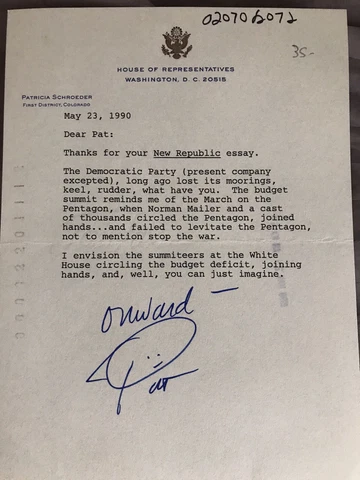 020706071
35-
HOUSE OF REPRESENTATIVES
WASHINGTON, D. C. 20515
PATRICIA SCHROEDER
FIRST DISTRICT, COLORADO
May 23, 1990
Dear Pat:
Thanks for your New Republic essay.
The Democratic Party (present company
excepted), long ago lost its moorings,
keel, rudder, what have you. The budget
summit reminds me of the March on the
Pentagon, when Norman Mailer and a cast
of thousands circled the Pentagon, joined
hands...and failed to levitate the Pentagon,
not to mention stop the war.
I envision the summiteers at the White
House circling the budget deficit, joining
hands, and, well, you can just imagine.
onward —
Pat